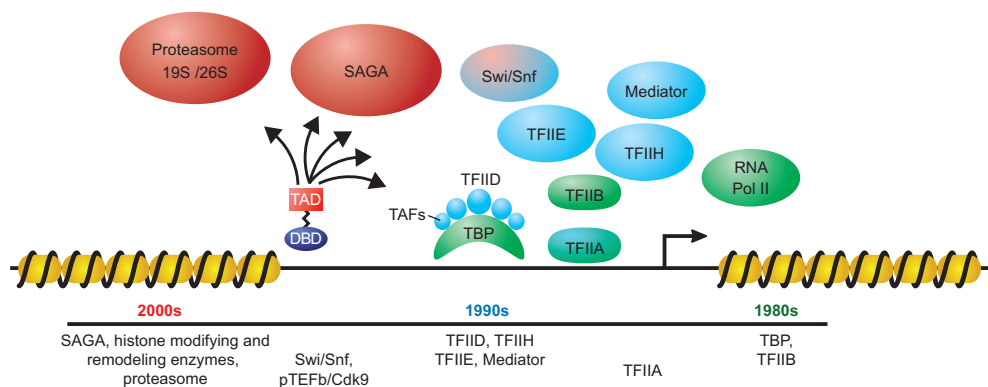 Proteasome
19S /26S
SAGA
Swi/Snf
Mediator
TFIIE
TFIIH
RNA
Pol II
TFIID
TFIIB
TAD
TAFs
TBP
DBD
TFIIA
2000s
1990s
1980s
SAGA, histone modifying and
remodeling enzymes,
proteasome
Swi/Snf,
pTEFb/Cdk9
TFIID, TFIIH
TFIIE, Mediator
TFIIA
TBP,
TFIIB